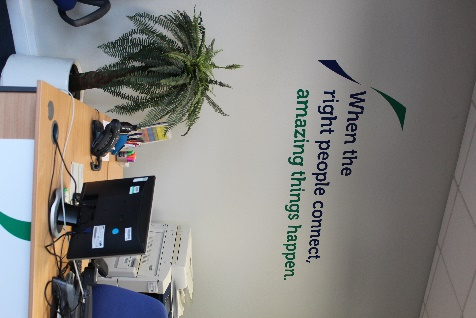 When the
right people connect,
amazing things happen.